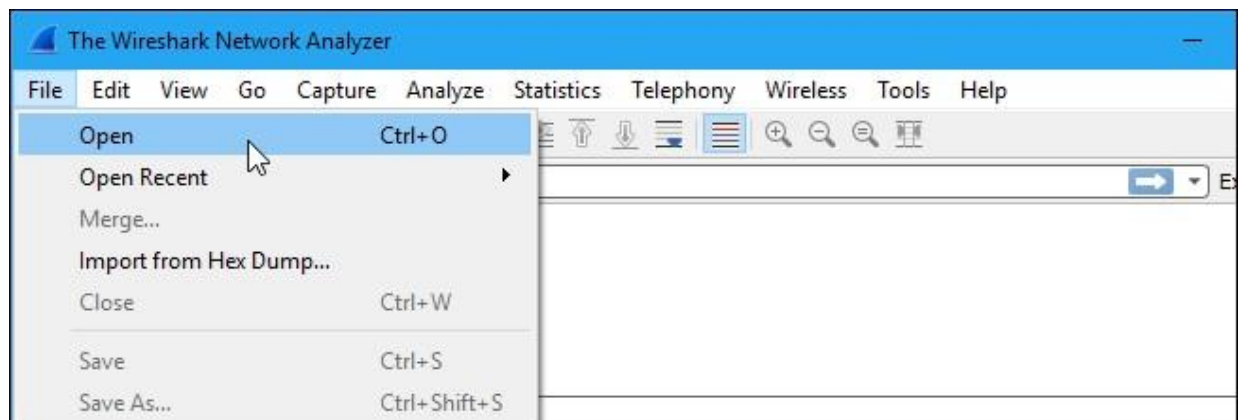 The Wireshark Network Analyzer
File Edit View Go Capture Analyze Statistics Telephony Wireless Tools Help
Open Ctrl+O
Open Recent
Merge...
Import from Hex Dump...
Close Ctrl+W
Save Ctrl+S
Save As... Ctrl+Shift+S